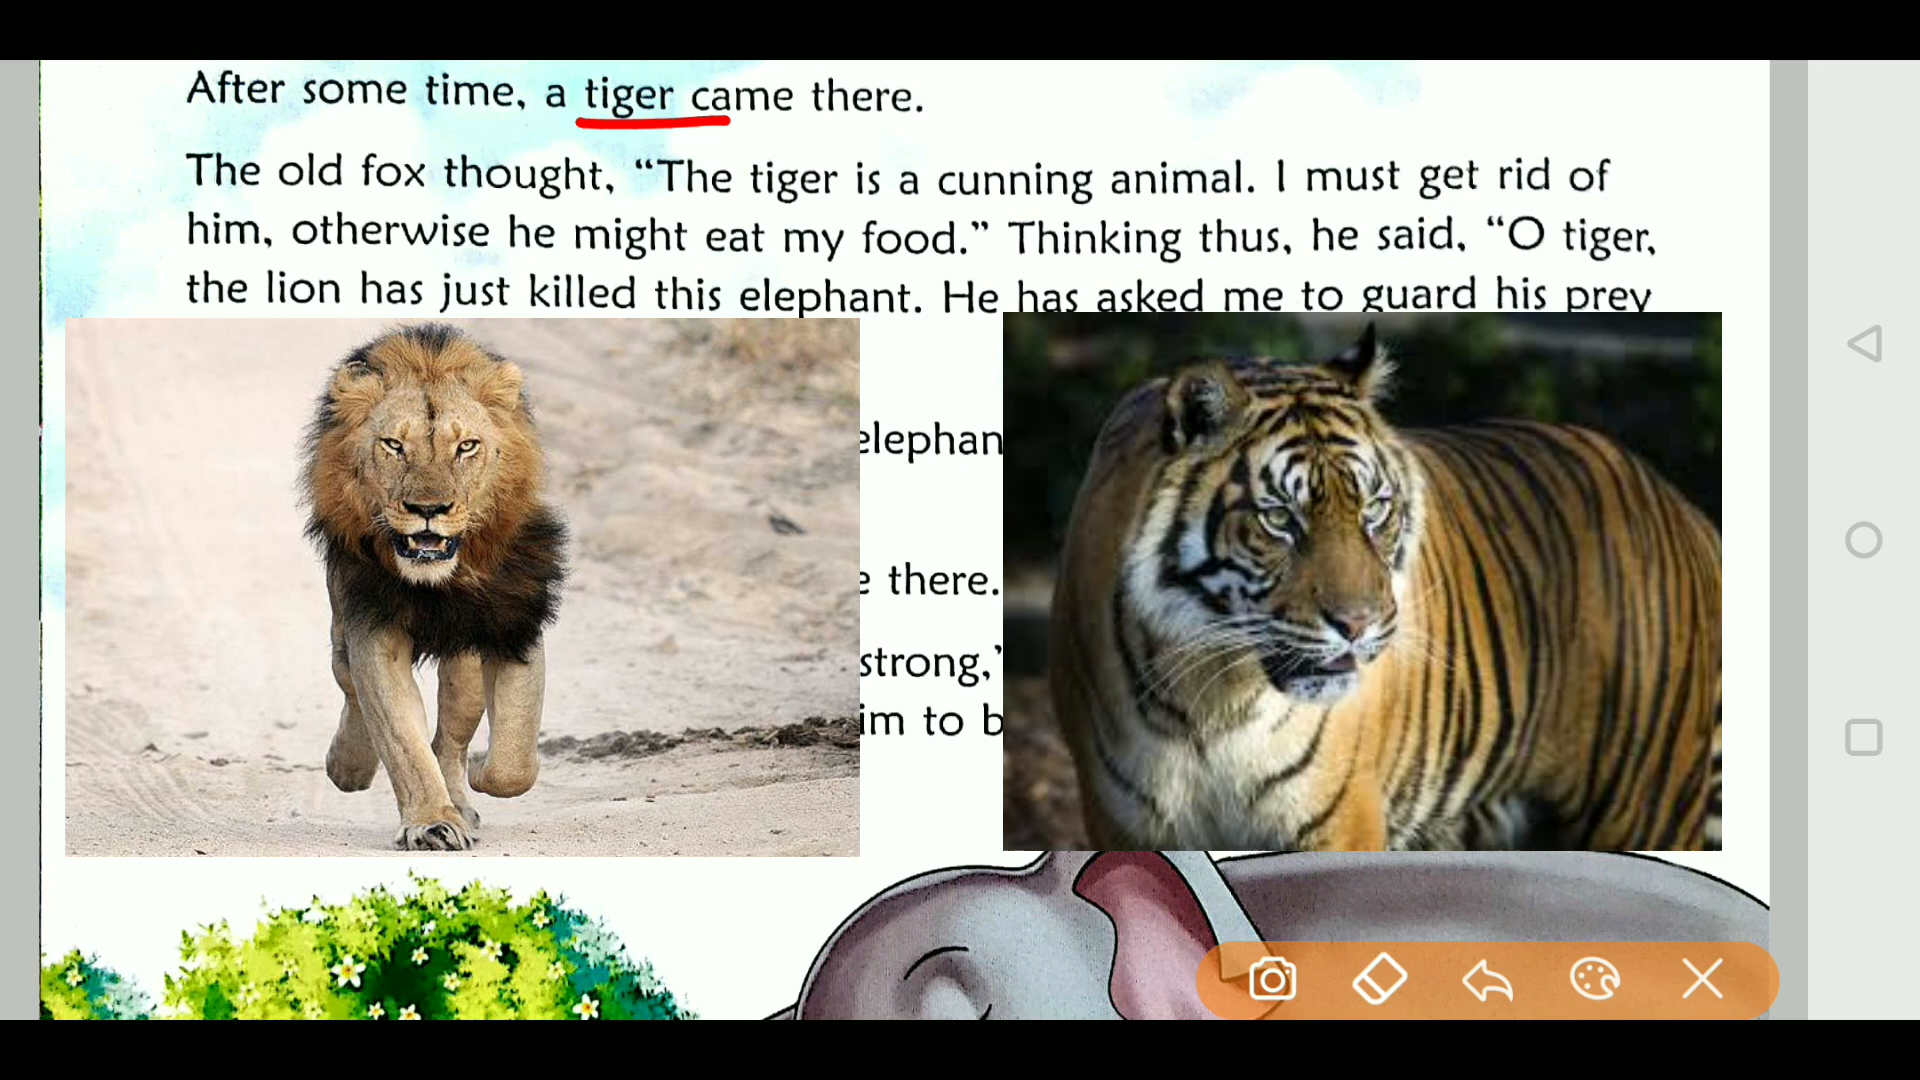 After some time, a tiger came there.
The old fox thought, “The tiger is a cunning animal. I must get rid of
him, otherwise he might eat my food.” Thinking thus, he said, “O tiger,
the lion has just killed this elephant. He has asked me to guard his prey
there.
strong,”
to